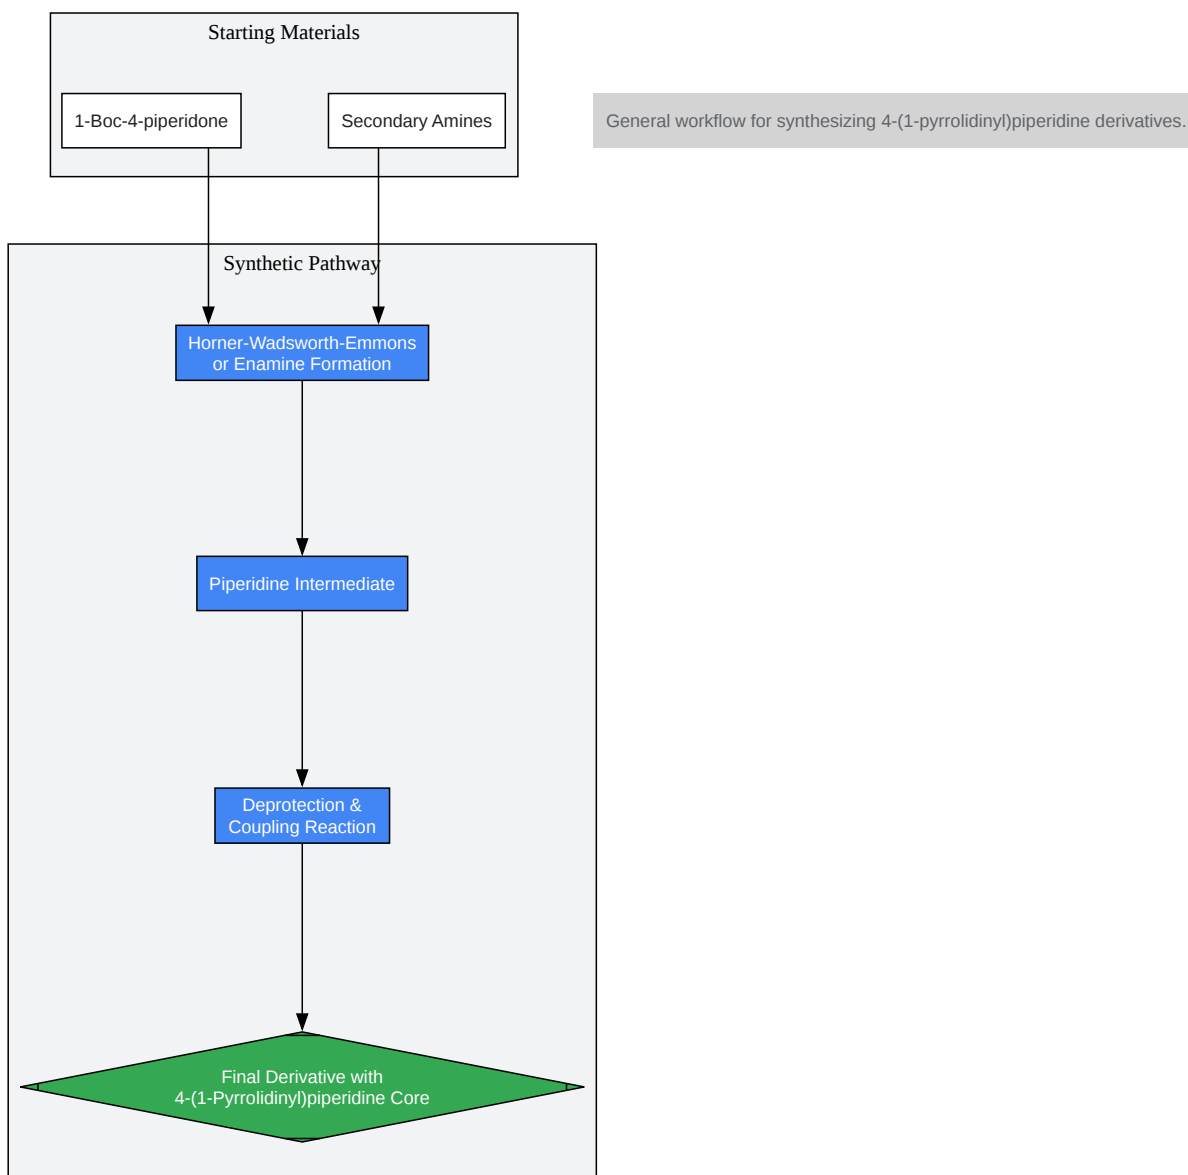 Starting Materials
1-Boc-4-piperidone
Secondary Amines
General workflow for synthesizing 4-(1-pyrrolidinyl)piperidine derivatives.
Synthetic Pathway
Horner-Wadsworth-Emmons
or Enamine Formation
Piperidine Intermediate
Deprotection &
Coupling Reaction
Final Derivative with
4-(1-Pyrrolidinyl)piperidine Core